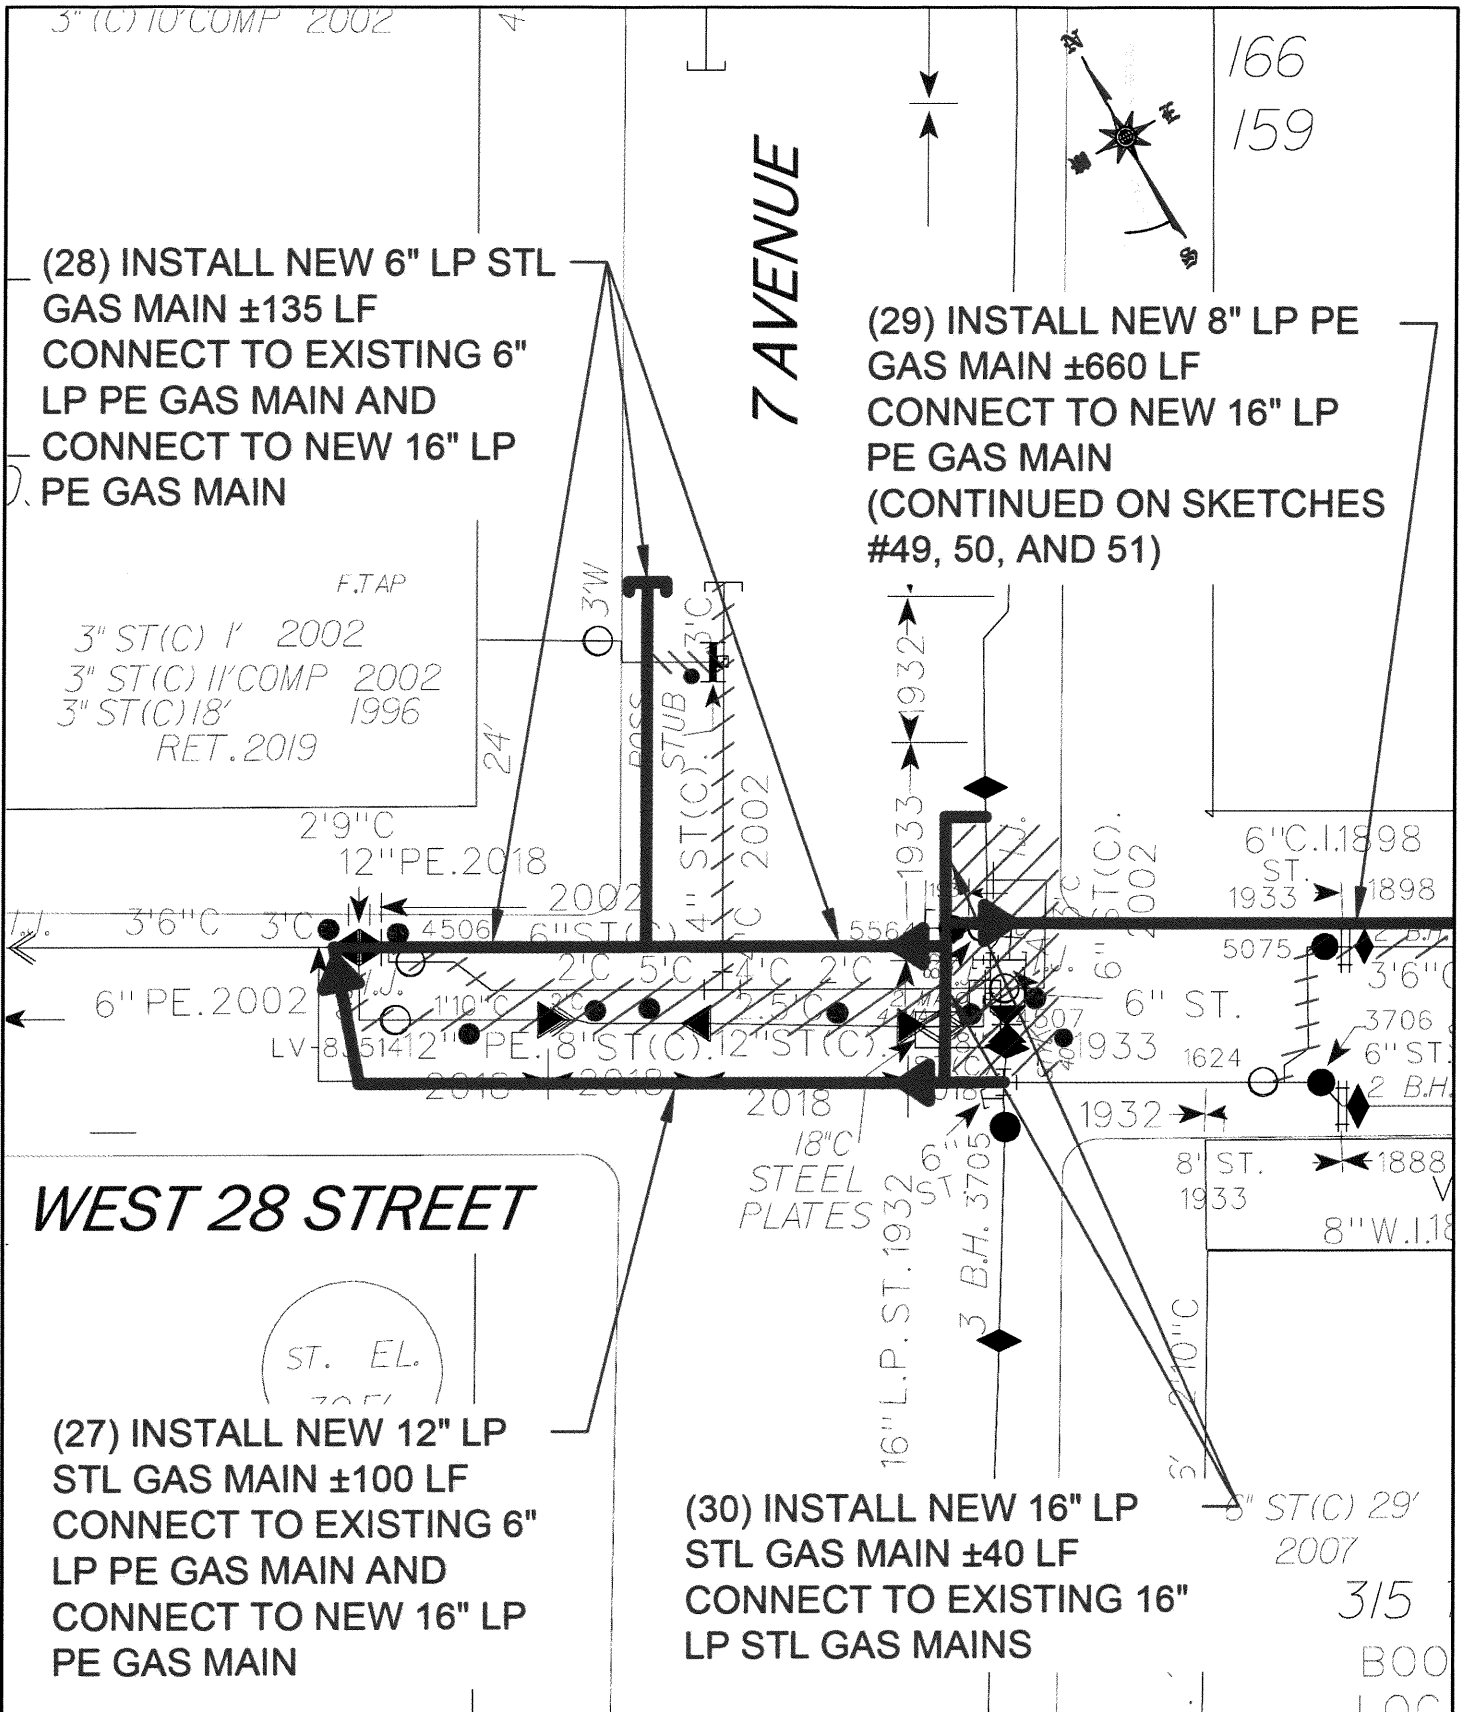 3" (C) 10'COMP 2002
166
159
N
E
S
7 AVENUE
(28) INSTALL NEW 6" LP STL
GAS MAIN ±135 LF
CONNECT TO EXISTING 6"
LP PE GAS MAIN AND
CONNECT TO NEW 16" LP
PE GAS MAIN
(29) INSTALL NEW 8" LP PE
GAS MAIN ±660 LF
CONNECT TO NEW 16" LP
PE GAS MAIN
(CONTINUED ON SKETCHES
#49, 50, AND 51)
F.TAP
3" ST(C) 1' 2002
3" ST(C) 11'COMP 2002
3" ST(C) 18' 1996
RET.2019
24'
3'W
3'C
STUB
4" ST(C).
2002
1932
1933
6" ST(C).
2002
2'9"C
12"PE.2018
2002
6"C.I.1898
ST.
1933
1898
3'6"C
3'C
4506
6"ST(C)
556
5075
2 B.H.
3'6"C
2'C
5'C
4'C
2'C
6" PE.2002
1'10"C
2.5'C
6" ST.
1933
1624
3706
6" ST.
2 B.H.
12" PE.
8"ST(C).
12"ST(C).
2018
2018
2018
1932
18"C
STEEL
PLATES
6"
ST
3 B.H. 3705
16"L.P.ST.1932
8" ST.
1933
1888
8"W.I.18
WEST 28 STREET
ST. EL.
2'10"C
(27) INSTALL NEW 12" LP
STL GAS MAIN ±100 LF
CONNECT TO EXISTING 6"
LP PE GAS MAIN AND
CONNECT TO NEW 16" LP
PE GAS MAIN
(30) INSTALL NEW 16" LP
STL GAS MAIN ±40 LF
CONNECT TO EXISTING 16"
LP STL GAS MAINS
6" ST(C) 29'
2007
315
BOO
LOC